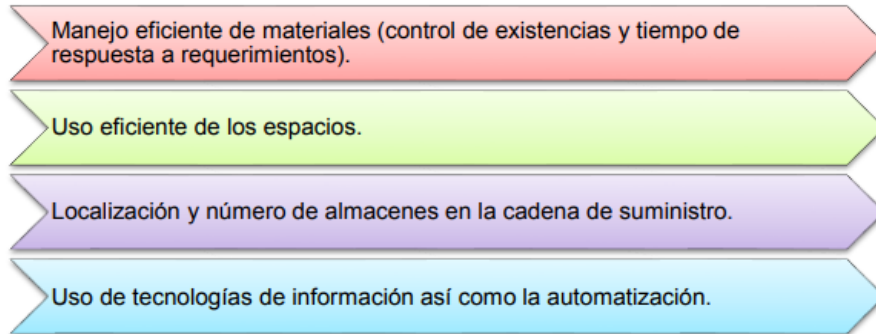 Manejo eficiente de materiales (control de existencias y tiempo de
respuesta a requerimientos).
Uso eficiente de los espacios.
Localización y número de almacenes en la cadena de suministro.
Uso de tecnologías de información así como la automatización.